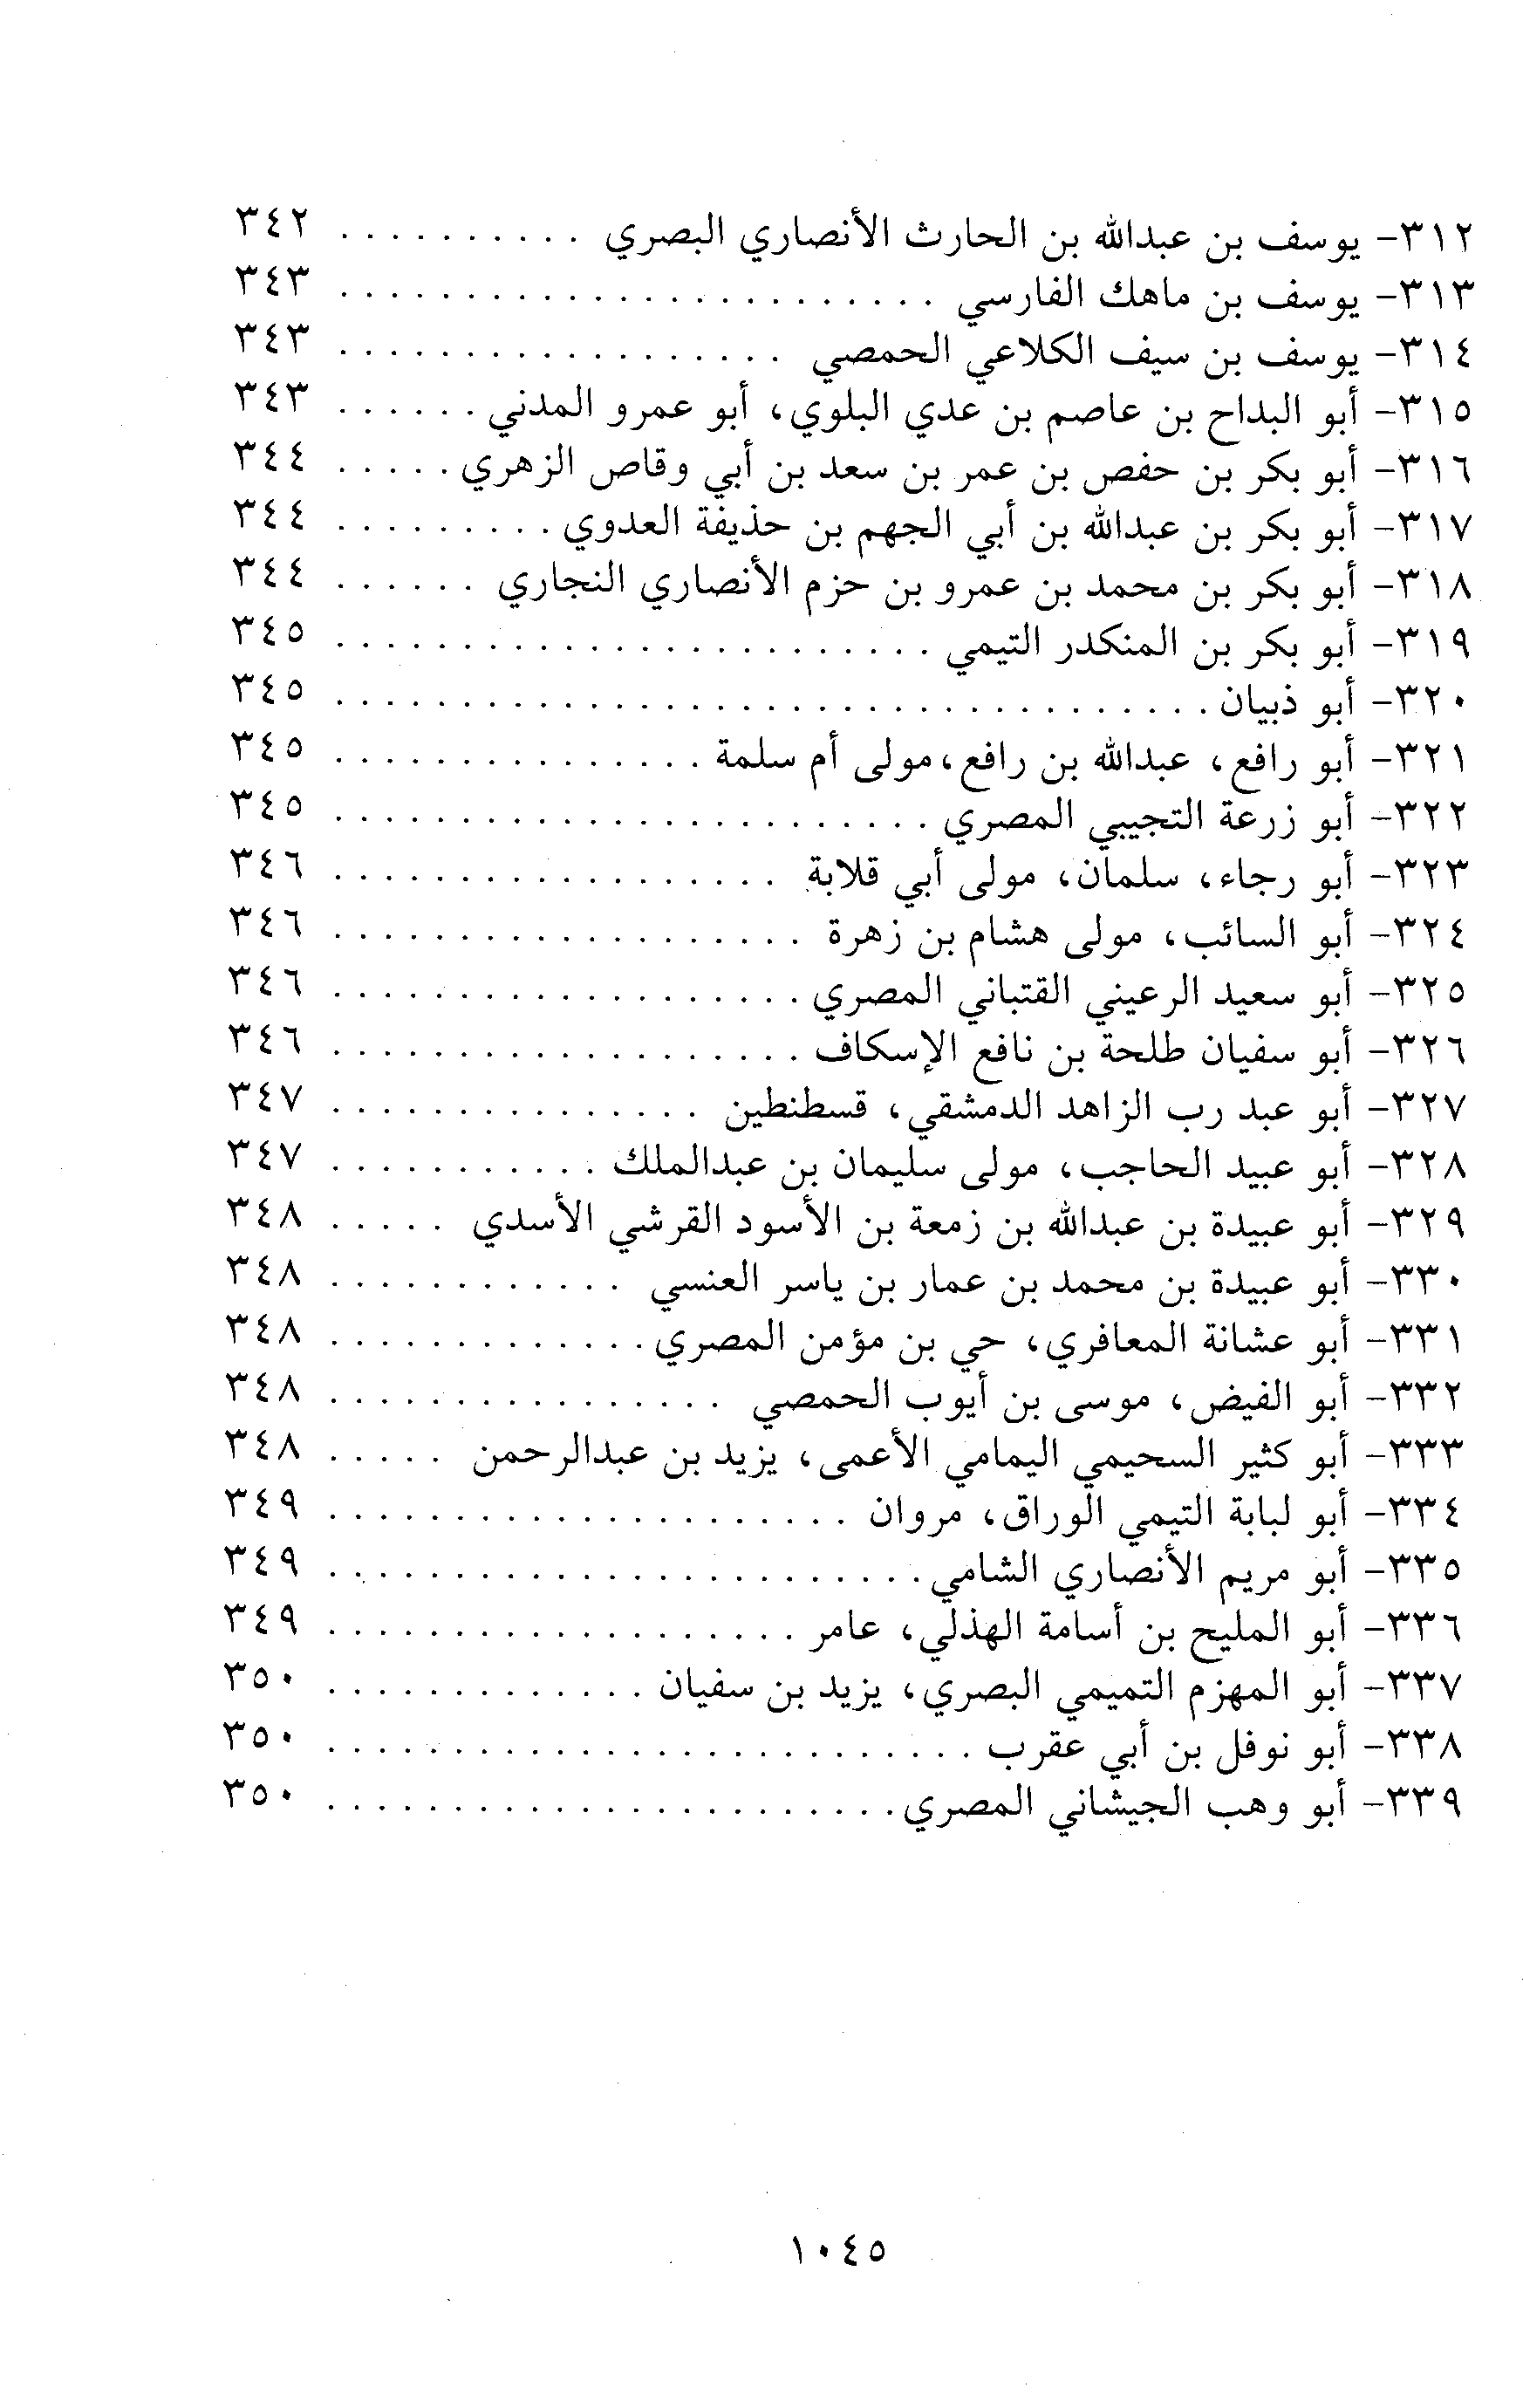 ٣١٢- يوسف بن عبدالله بن الحارث الأنصاري البصري . . . . . . . . . . ٣٤٢
٣١٣- يوسف بن ماهك الفارسي . . . . . . . . . . . . . . . . . . . . . . . . ٣٤٣
٣١٤- يوسف بن سيف الكلاعي الحمصي . . . . . . . . . . . . . . . . . . ٣٤٣
٣١٥- أبو البداح بن عاصم بن عدي البلوي، أبو عمرو المدني . . . . . . ٣٤٣
٣١٦- أبو بكر بن حفص بن عمر بن سعد بن أبي وقاص الزهري . . . . . ٣٤٤
٣١٧- أبو بكر بن عبدالله بن أبي الجهم بن حذيفة العدوي . . . . . . . . . ٣٤٤
٣١٨- أبو بكر بن محمد بن عمرو بن حزم الأنصاري النجاري . . . . . . ٣٤٤
٣١٩- أبو بكر بن المنكدر التيمي . . . . . . . . . . . . . . . . . . . . . . . . ٣٤٥
٣٢٠- أبو ذبيان . . . . . . . . . . . . . . . . . . . . . . . . . . . . . . . . . . . ٣٤٥
٣٢١- أبو رافع، عبدالله بن رافع،مولى أم سلمة . . . . . . . . . . . . . . . ٣٤٥
٣٢٢- أبو زرعة التجيبي المصري . . . . . . . . . . . . . . . . . . . . . . . . ٣٤٥
٣٢٣- أبو رجاء، سلمان، مولى أبي قلابة . . . . . . . . . . . . . . . . . . ٣٤٦
٣٢٤- أبو السائب، مولى هشام بن زهرة . . . . . . . . . . . . . . . . . . . ٣٤٦
٣٢٥- أبو سعيد الرعيني القتباني المصري . . . . . . . . . . . . . . . . . . . ٣٤٦
٣٢٦- أبو سفيان طلحة بن نافع الإسكاف . . . . . . . . . . . . . . . . . . . ٣٤٦
٣٢٧- أبو عبد رب الزاهد الدمشقي، قسطنطين . . . . . . . . . . . . . . . ٣٤٧
٣٢٨- أبو عبيد الحاجب، مولى سليمان بن عبدالملك . . . . . . . . . . . ٣٤٧
٣٢٩- أبو عبيدة بن عبدالله بن زمعة بن الأسود القرشي الأسدي . . . . . ٣٤٨
٣٣٠- أبو عبيدة بن محمد بن عمار بن ياسر العنسي . . . . . . . . . . . . ٣٤٨
٣٣١- أبو عشانة المعافري، حي بن مؤمن المصري . . . . . . . . . . . . . ٣٤٨
٣٣٢- أبو الفيض، موسى بن أيوب الحمصي . . . . . . . . . . . . . . . . ٣٤٨
٣٣٣- أبو كثير السحيمي اليمامي الأعمى، يزيد بن عبدالرحمن . . . . . ٣٤٨
٣٣٤- أبو لبابة التيمي الوراق، مروان . . . . . . . . . . . . . . . . . . . . . ٣٤٩
٣٣٥- أبو مريم الأنصاري الشامي . . . . . . . . . . . . . . . . . . . . . . . . ٣٤٩
٣٣٦- أبو المليح بن أسامة الهذلي، عامر . . . . . . . . . . . . . . . . . . . ٣٤٩
٣٣٧- أبو المهزم التميمي البصري، يزيد بن سفيان . . . . . . . . . . . . . ٣٥٠
٣٣٨- أبو نوفل بن أبي عقرب . . . . . . . . . . . . . . . . . . . . . . . . . . ٣٥٠
٣٣٩- أبو وهب الجيشاني المصري . . . . . . . . . . . . . . . . . . . . . . . ٣٥٠
١٠٤٥